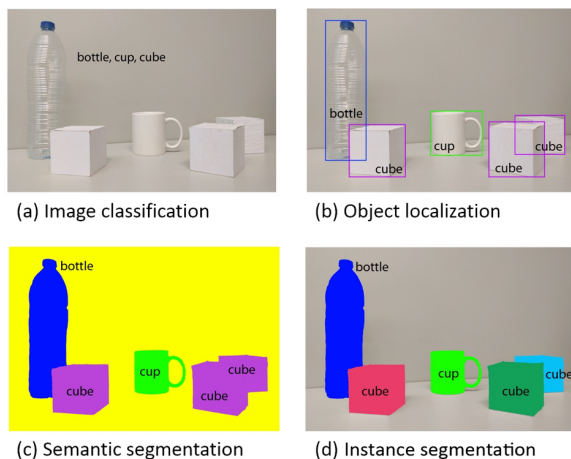 bottle, cup, cube
(a) Image classification
bottle
cube
cup
cube
cube
(b) Object localization
bottle
cube
cup
cube
cube
(c) Semantic segmentation
bottle
cube
cup
cube
cube
(d) Instance segmentation